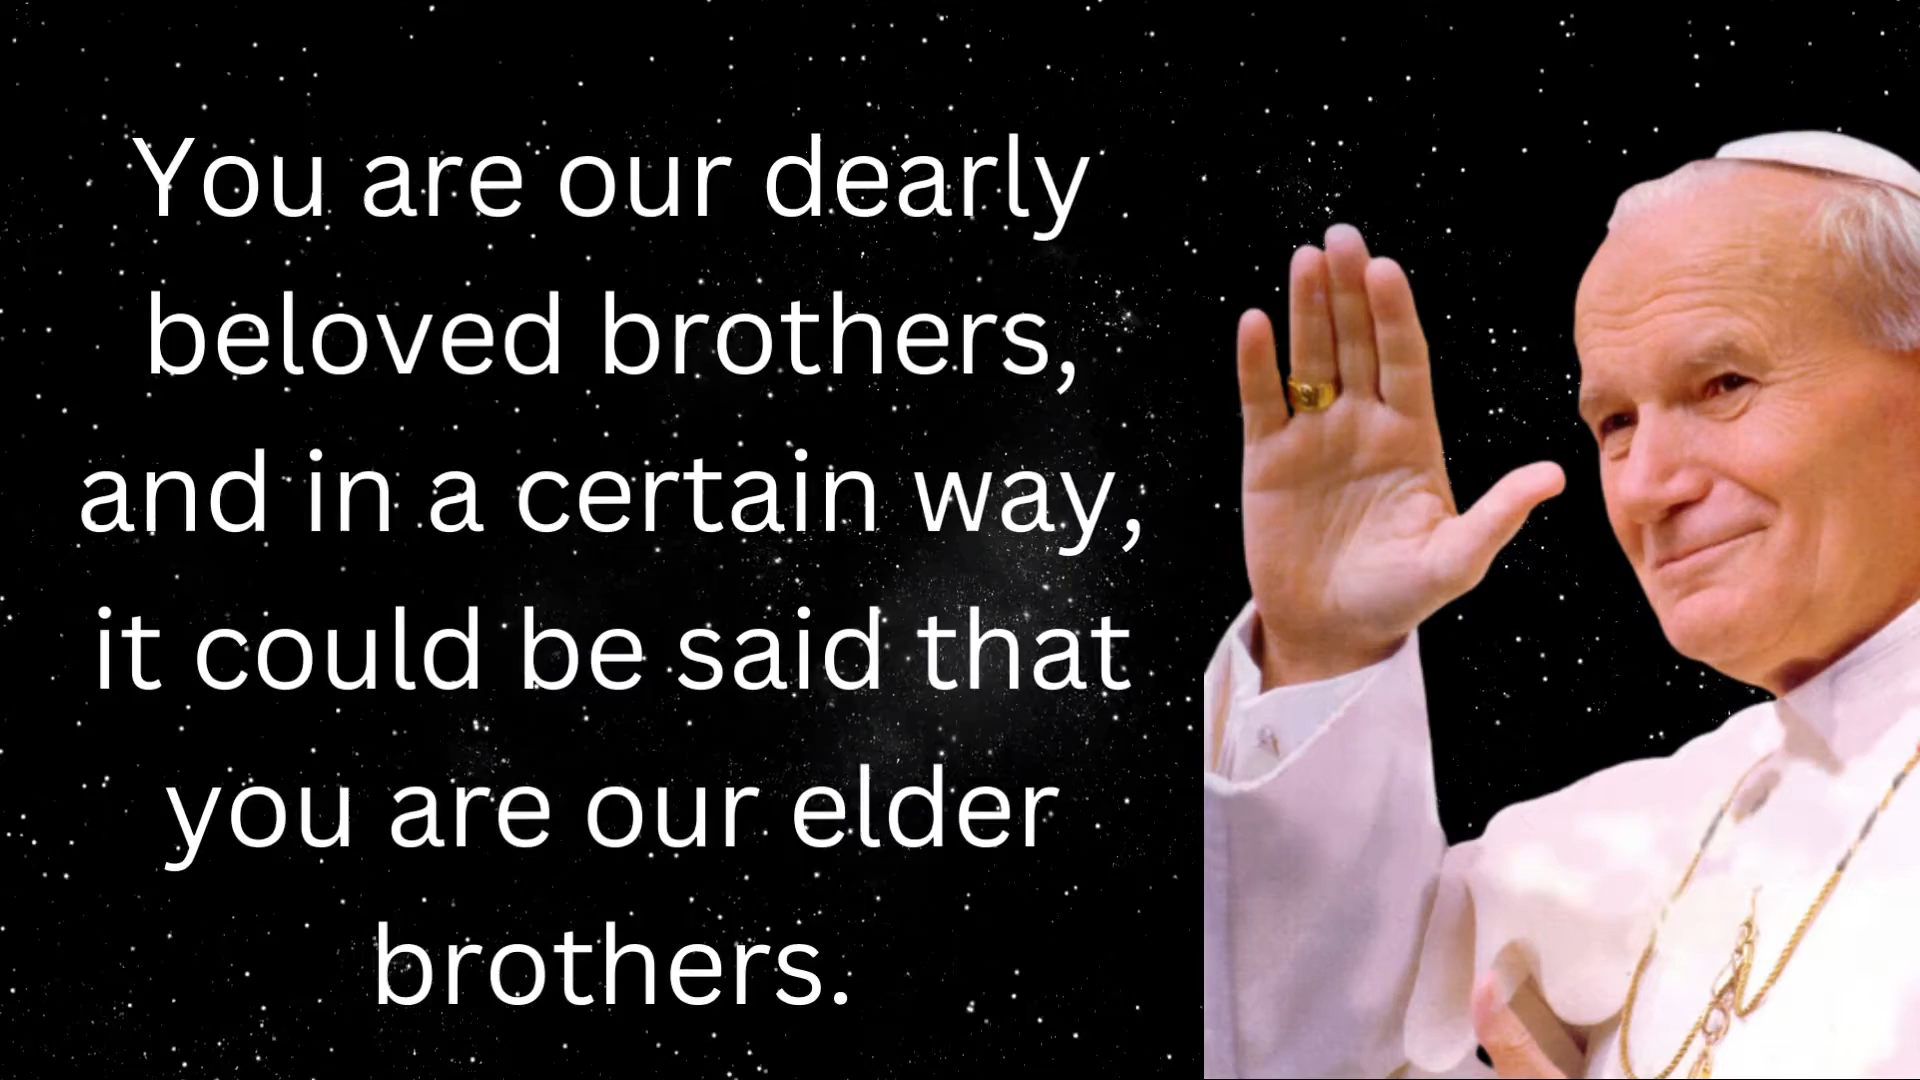 You are our dearly
beloved brothers,
and in a certain way,
it could be said that
you are our elder
brothers.